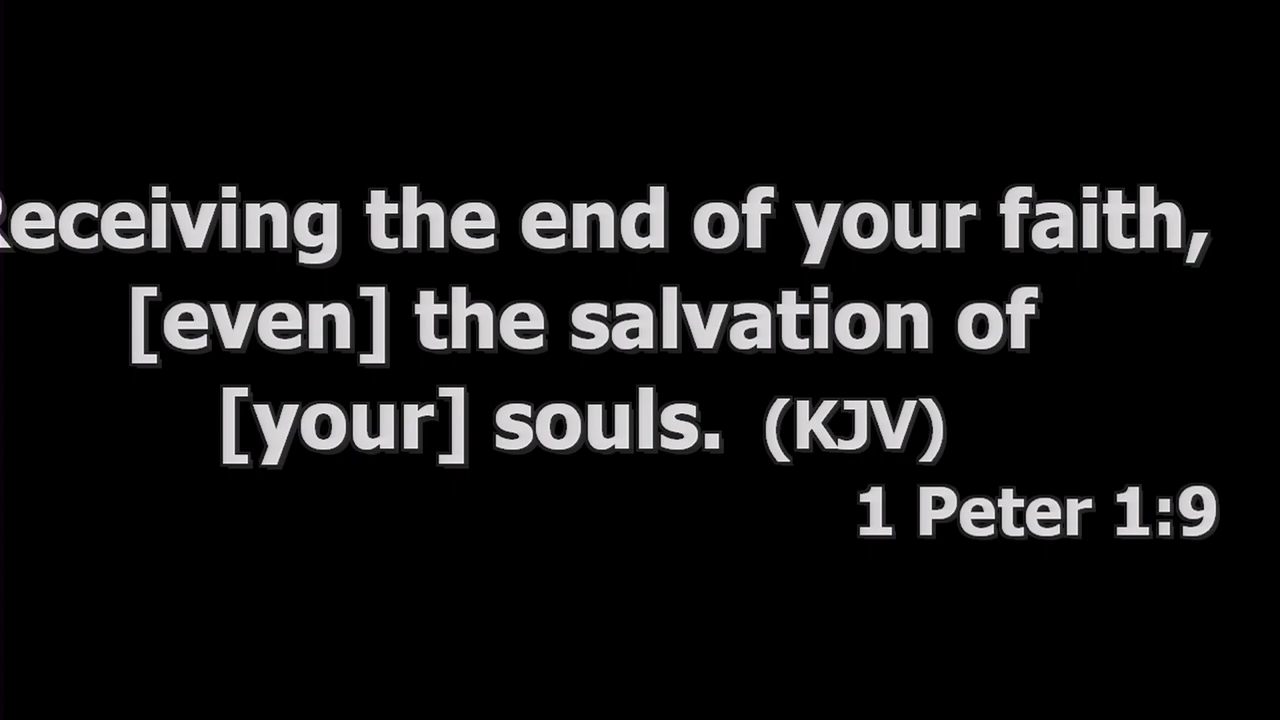 Receiving the end of your faith,
[even] the salvation of
[your] souls. (KJV)
1 Peter 1:9